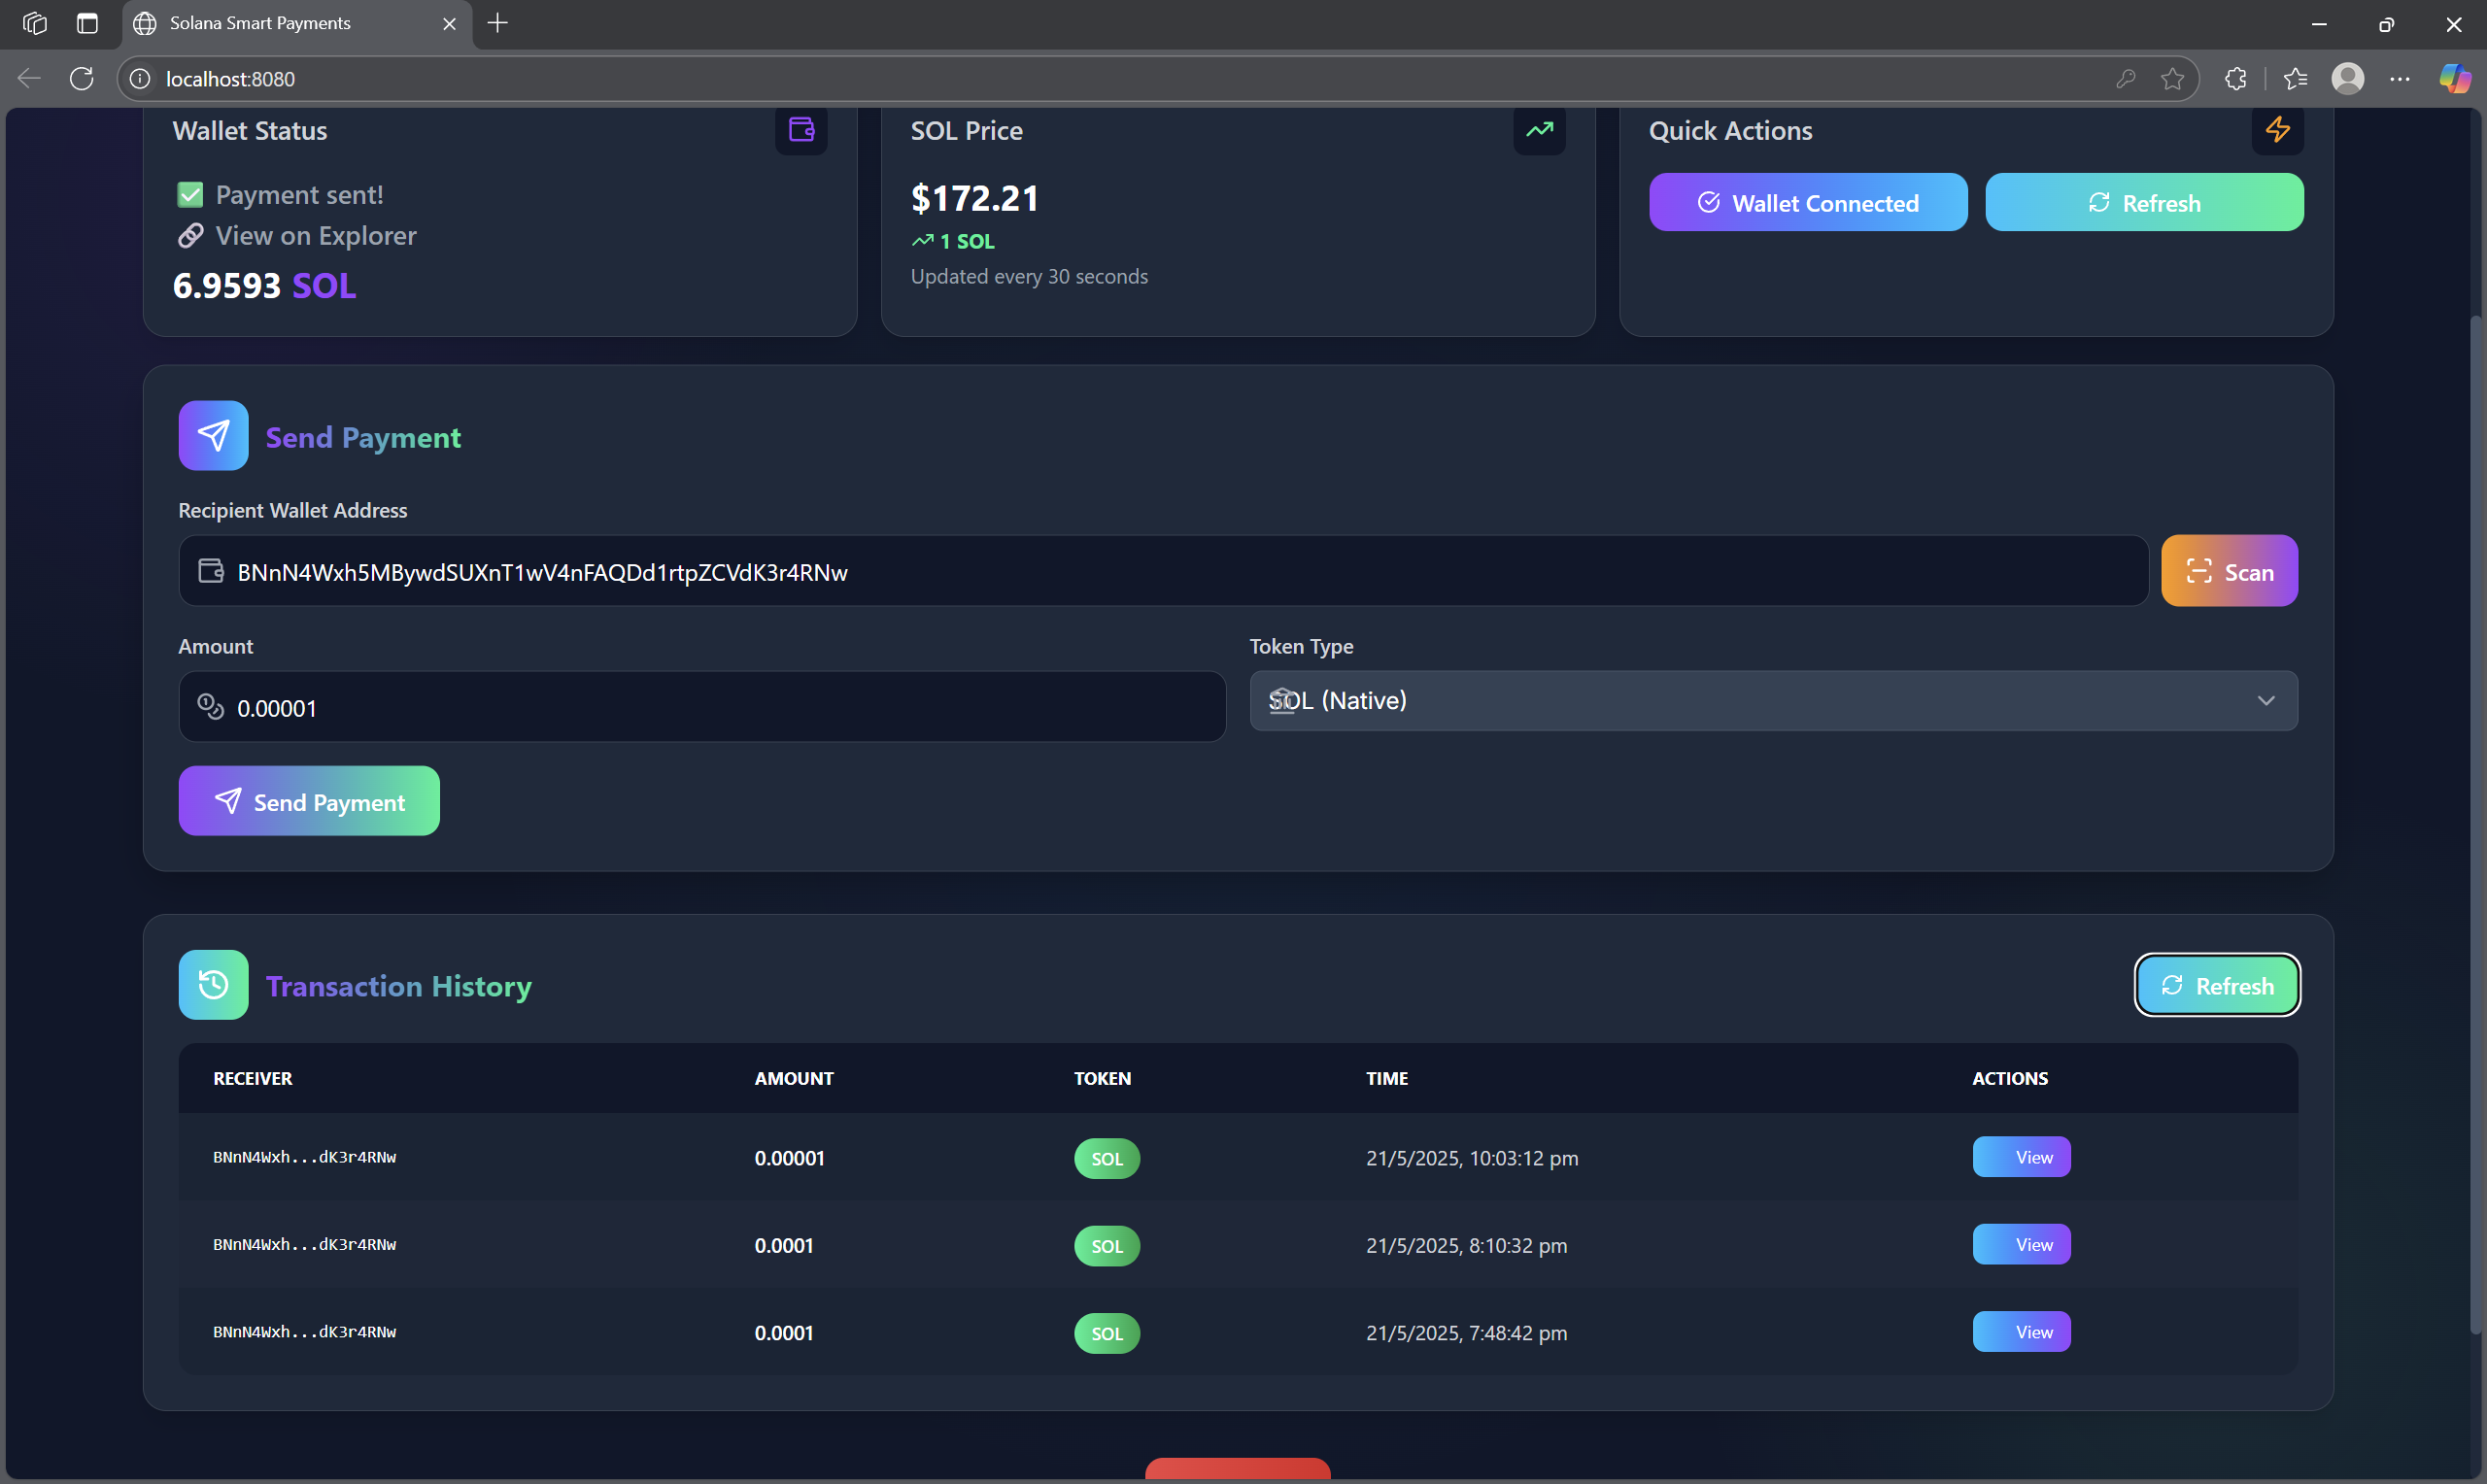 Solana Smart Payments
localhost:8080
Wallet Status
Payment sent!
View on Explorer
6.9593 SOL
SOL Price
$172.21
1 SOL
Updated every 30 seconds
Quick Actions
Wallet Connected
Refresh
Send Payment
Recipient Wallet Address
BNnN4Wxh5MBywdSUXnT1wV4nFAQDd1rtpZCVdK3r4RNw
Scan
Amount
0.00001
Token Type
SOL (Native)
Send Payment
Transaction History
Refresh
RECEIVER AMOUNT TOKEN TIME ACTIONS
BNnN4Wxh...dK3r4RNw 0.00001 SOL 21/5/2025, 10:03:12 pm View
BNnN4Wxh...dK3r4RNw 0.0001 SOL 21/5/2025, 8:10:32 pm View
BNnN4Wxh...dK3r4RNw 0.0001 SOL 21/5/2025, 7:48:42 pm View